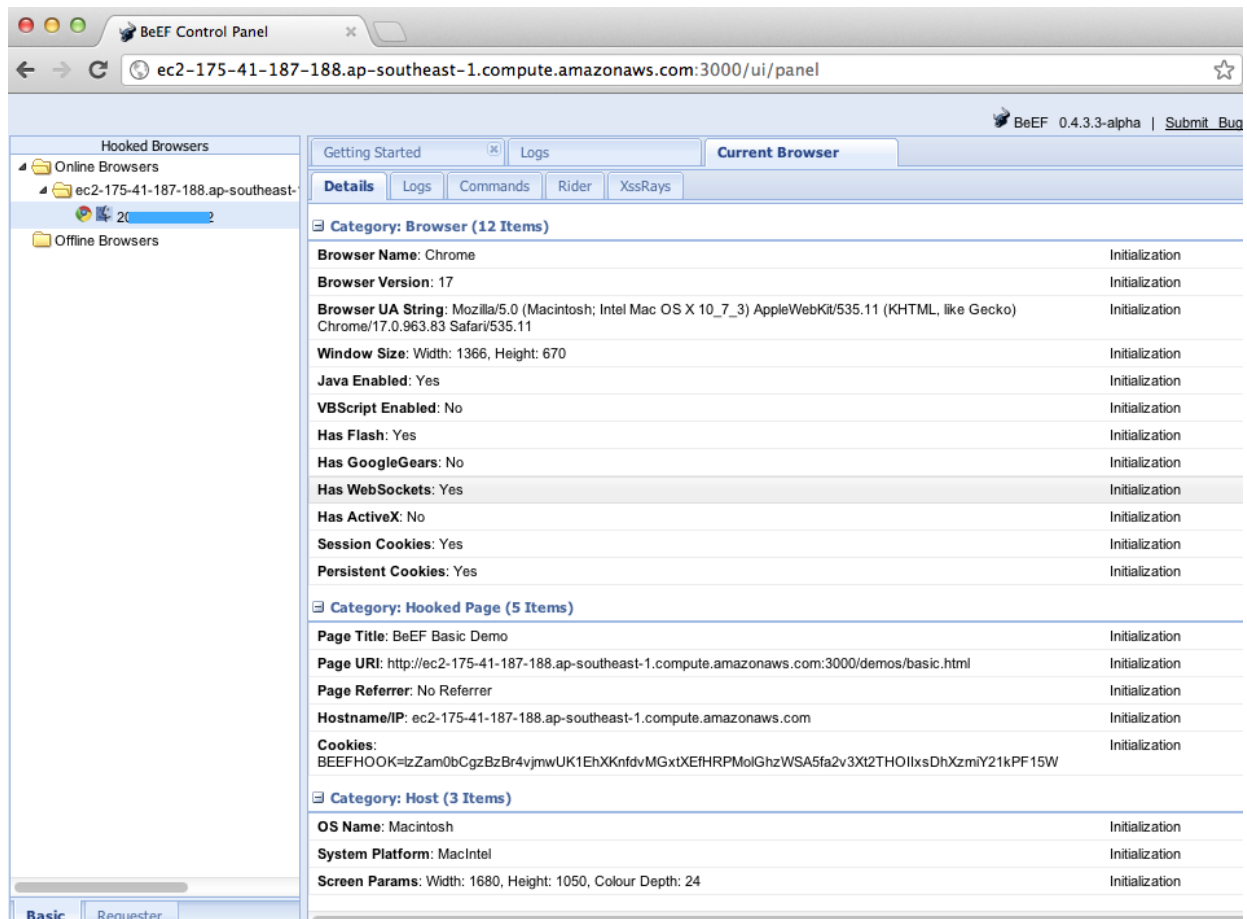 BeEF Control Panel
ec2-175-41-187-188.ap-southeast-1.compute.amazonaws.com:3000/ui/panel
BeEF 0.4.3.3-alpha | Submit Bug
Hooked Browsers
Online Browsers
ec2-175-41-187-188.ap-southeast-
Offline Browsers
Basic Requester
Getting Started Logs Current Browser
Details Logs Commands Rider XssRays
Category: Browser (12 Items)
Browser Name: Chrome Initialization
Browser Version: 17 Initialization
Browser UA String: Mozilla/5.0 (Macintosh; Intel Mac OS X 10_7_3) AppleWebKit/535.11 (KHTML, like Gecko) Initialization
Chrome/17.0.963.83 Safari/535.11
Window Size: Width: 1366, Height: 670 Initialization
Java Enabled: Yes Initialization
VBScript Enabled: No Initialization
Has Flash: Yes Initialization
Has GoogleGears: No Initialization
Has WebSockets: Yes Initialization
Has ActiveX: No Initialization
Session Cookies: Yes Initialization
Persistent Cookies: Yes Initialization
Category: Hooked Page (5 Items)
Page Title: BeEF Basic Demo Initialization
Page URI: http://ec2-175-41-187-188.ap-southeast-1.compute.amazonaws.com:3000/demos/basic.html Initialization
Page Referrer: No Referrer Initialization
Hostname/IP: ec2-175-41-187-188.ap-southeast-1.compute.amazonaws.com Initialization
Cookies: Initialization
BEEFHOOK=lzZam0bCgzBzBr4vjmwUK1EhXKnfdvMGxtXEfHRPMolGhzWSA5fa2v3Xt2THOIIxsDhXzmiY21kPF15W
Category: Host (3 Items)
OS Name: Macintosh Initialization
System Platform: MacIntel Initialization
Screen Params: Width: 1680, Height: 1050, Colour Depth: 24 Initialization